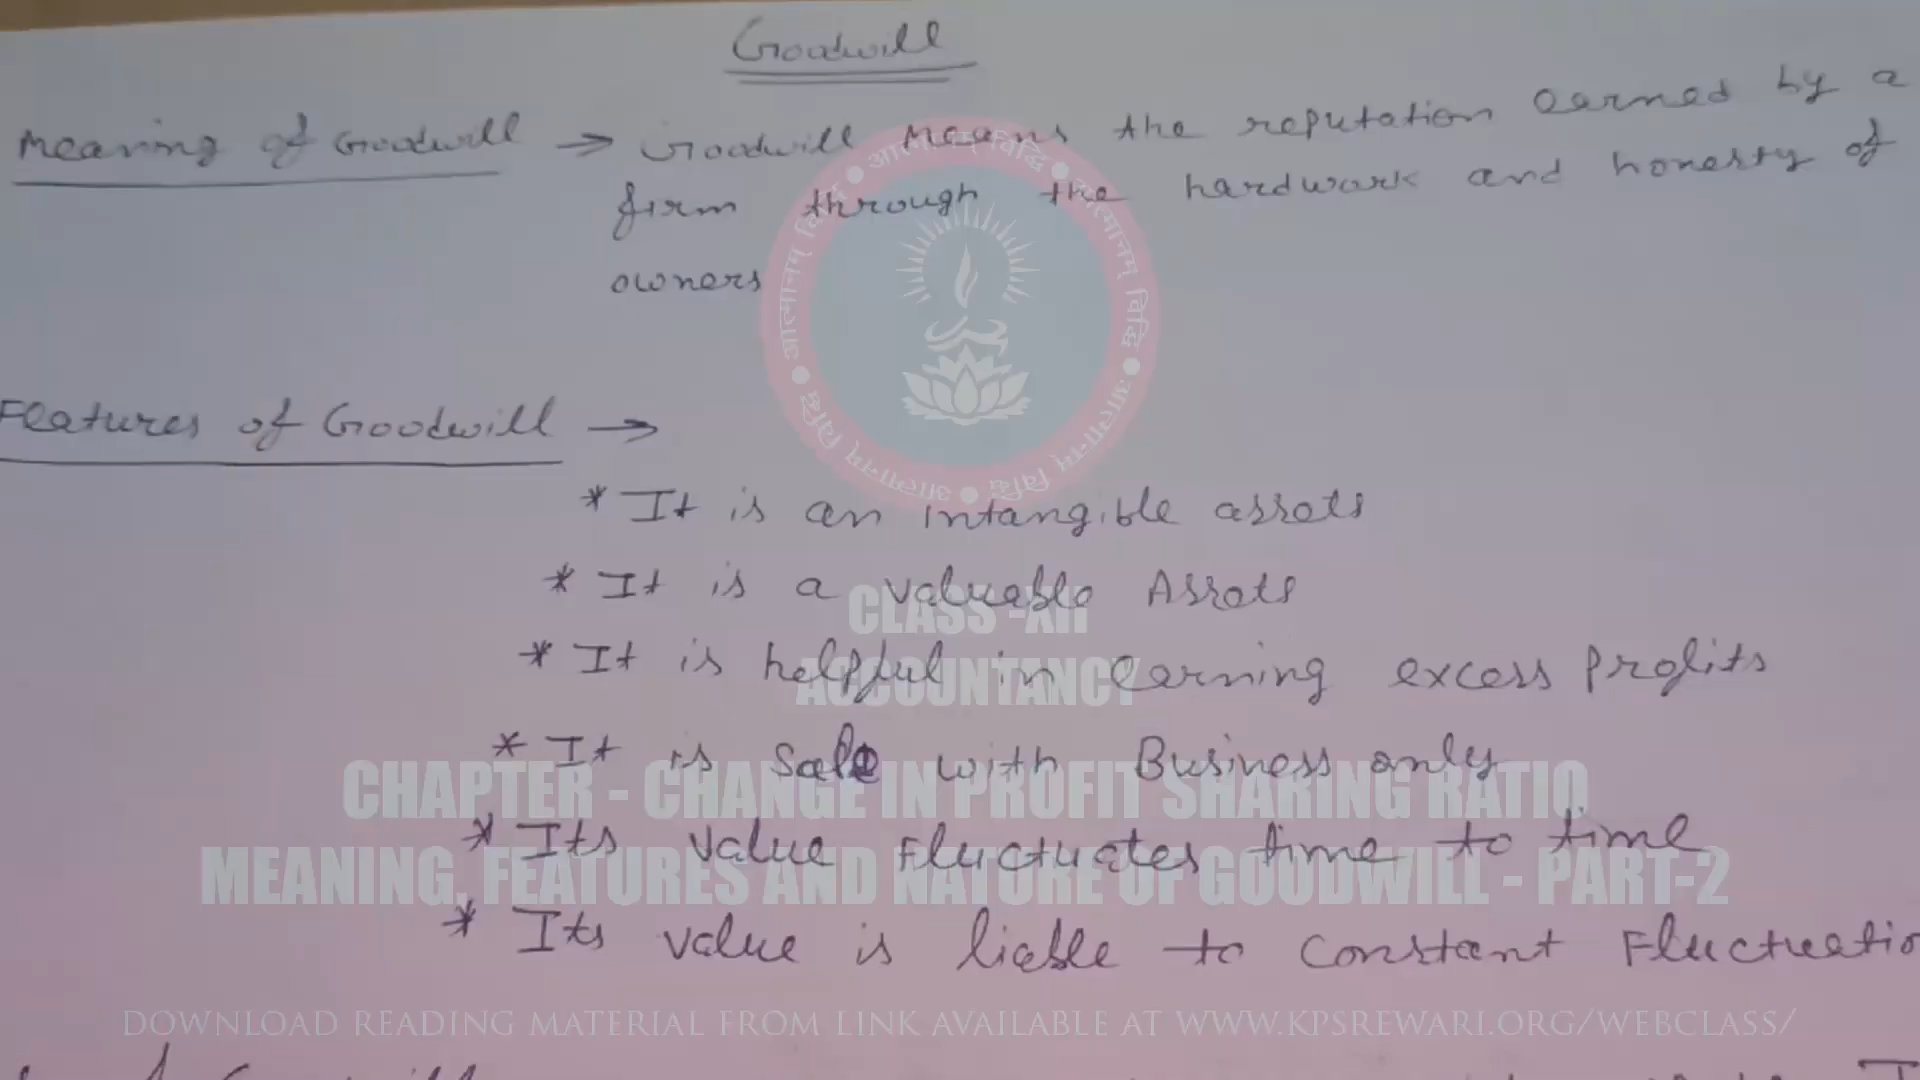 Goodwill
Meaning of Goodwill → Goodwill means the reputation earned by a
firm through the hardwork and honesty of
owners
Features of Goodwill →
* It is an intangible assets
* It is a valuable Assets
* It is helpful in earning excess Profits
* It is Sale with Business only
CLASS -XII
ACCOUNTANCY
CHAPTER - CHANGE IN PROFIT SHARING RATIO
* Its value Fluctuates time to time
MEANING, FEATURES AND NATURE OF GOODWILL - PART-2
* Its value is liable to constant Fluctuatio
DOWNLOAD READING MATERIAL FROM LINK AVAILABLE AT WWW.KPSREWARI.ORG/WEBCLASS/